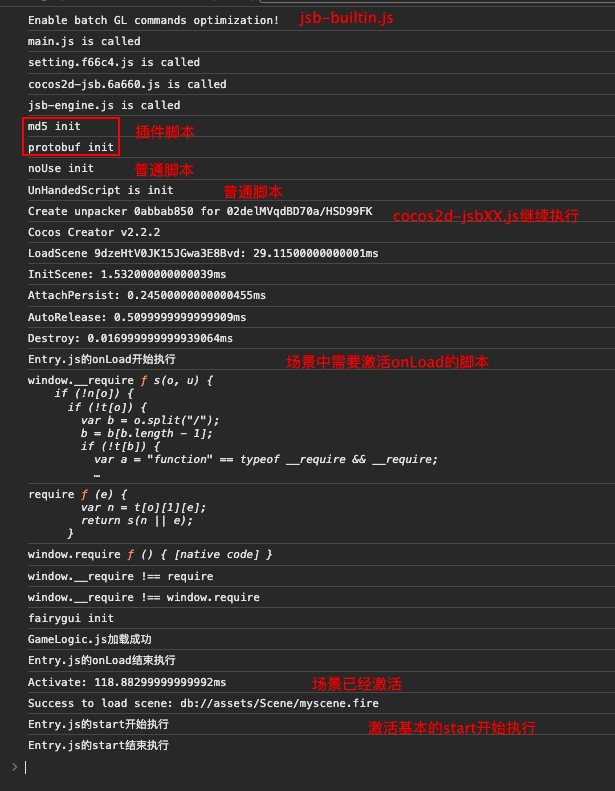 Enable batch GL commands optimization! jsb-builtin.js
main.js is called
setting.f66c4.js is called
cocos2d-jsb.6a660.js is called
jsb-engine.js is called
md5 init
插件脚本
protobuf init
noUse init 普通脚本
UnHandedScript is init 普通脚本
Create unpacker 0abbab850 for 02delMVqdBD70a/HSD99FK cocos2d-jsbXX.js继续执行
Cocos Creator v2.2.2
LoadScene 9dzeHtV0JK15JGwa3E8Bvd: 29.11500000000001ms
InitScene: 1.532000000000039ms
AttachPersist: 0.24500000000000455ms
AutoRelease: 0.5099999999999909ms
Destroy: 0.016999999999939064ms
Entry.js的onLoad开始执行 场景中需要激活onLoad的脚本
window.__require ƒ s(o, u) {
if (!n[o]) {
if (!t[o]) {
var b = o.split("/");
b = b[b.length - 1];
if (!t[b]) {
var a = "function" == typeof __require && __require;
…
require ƒ (e) {
var n = t[o][1][e];
return s(n || e);
}
window.require ƒ () { [native code] }
window.__require !== require
window.__require !== window.require
fairygui init
GameLogic.js加载成功
Entry.js的onLoad结束执行
Activate: 118.88299999999992ms 场景已经激活
Success to load scene: db://assets/Scene/myscene.fire
Entry.js的start开始执行 激活基本的start开始执行
Entry.js的start结束执行